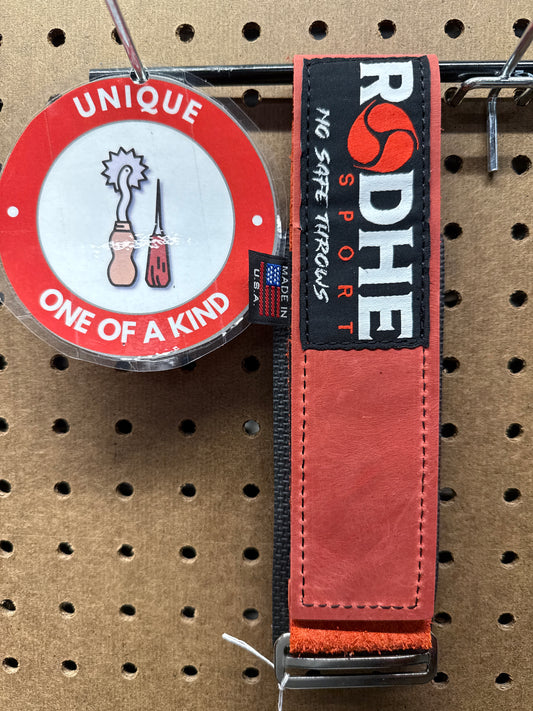 UNIQUE
ONE OF A KIND
MADE IN
U.S.A.
RODHE
SPORT
NO SAFE THROWS